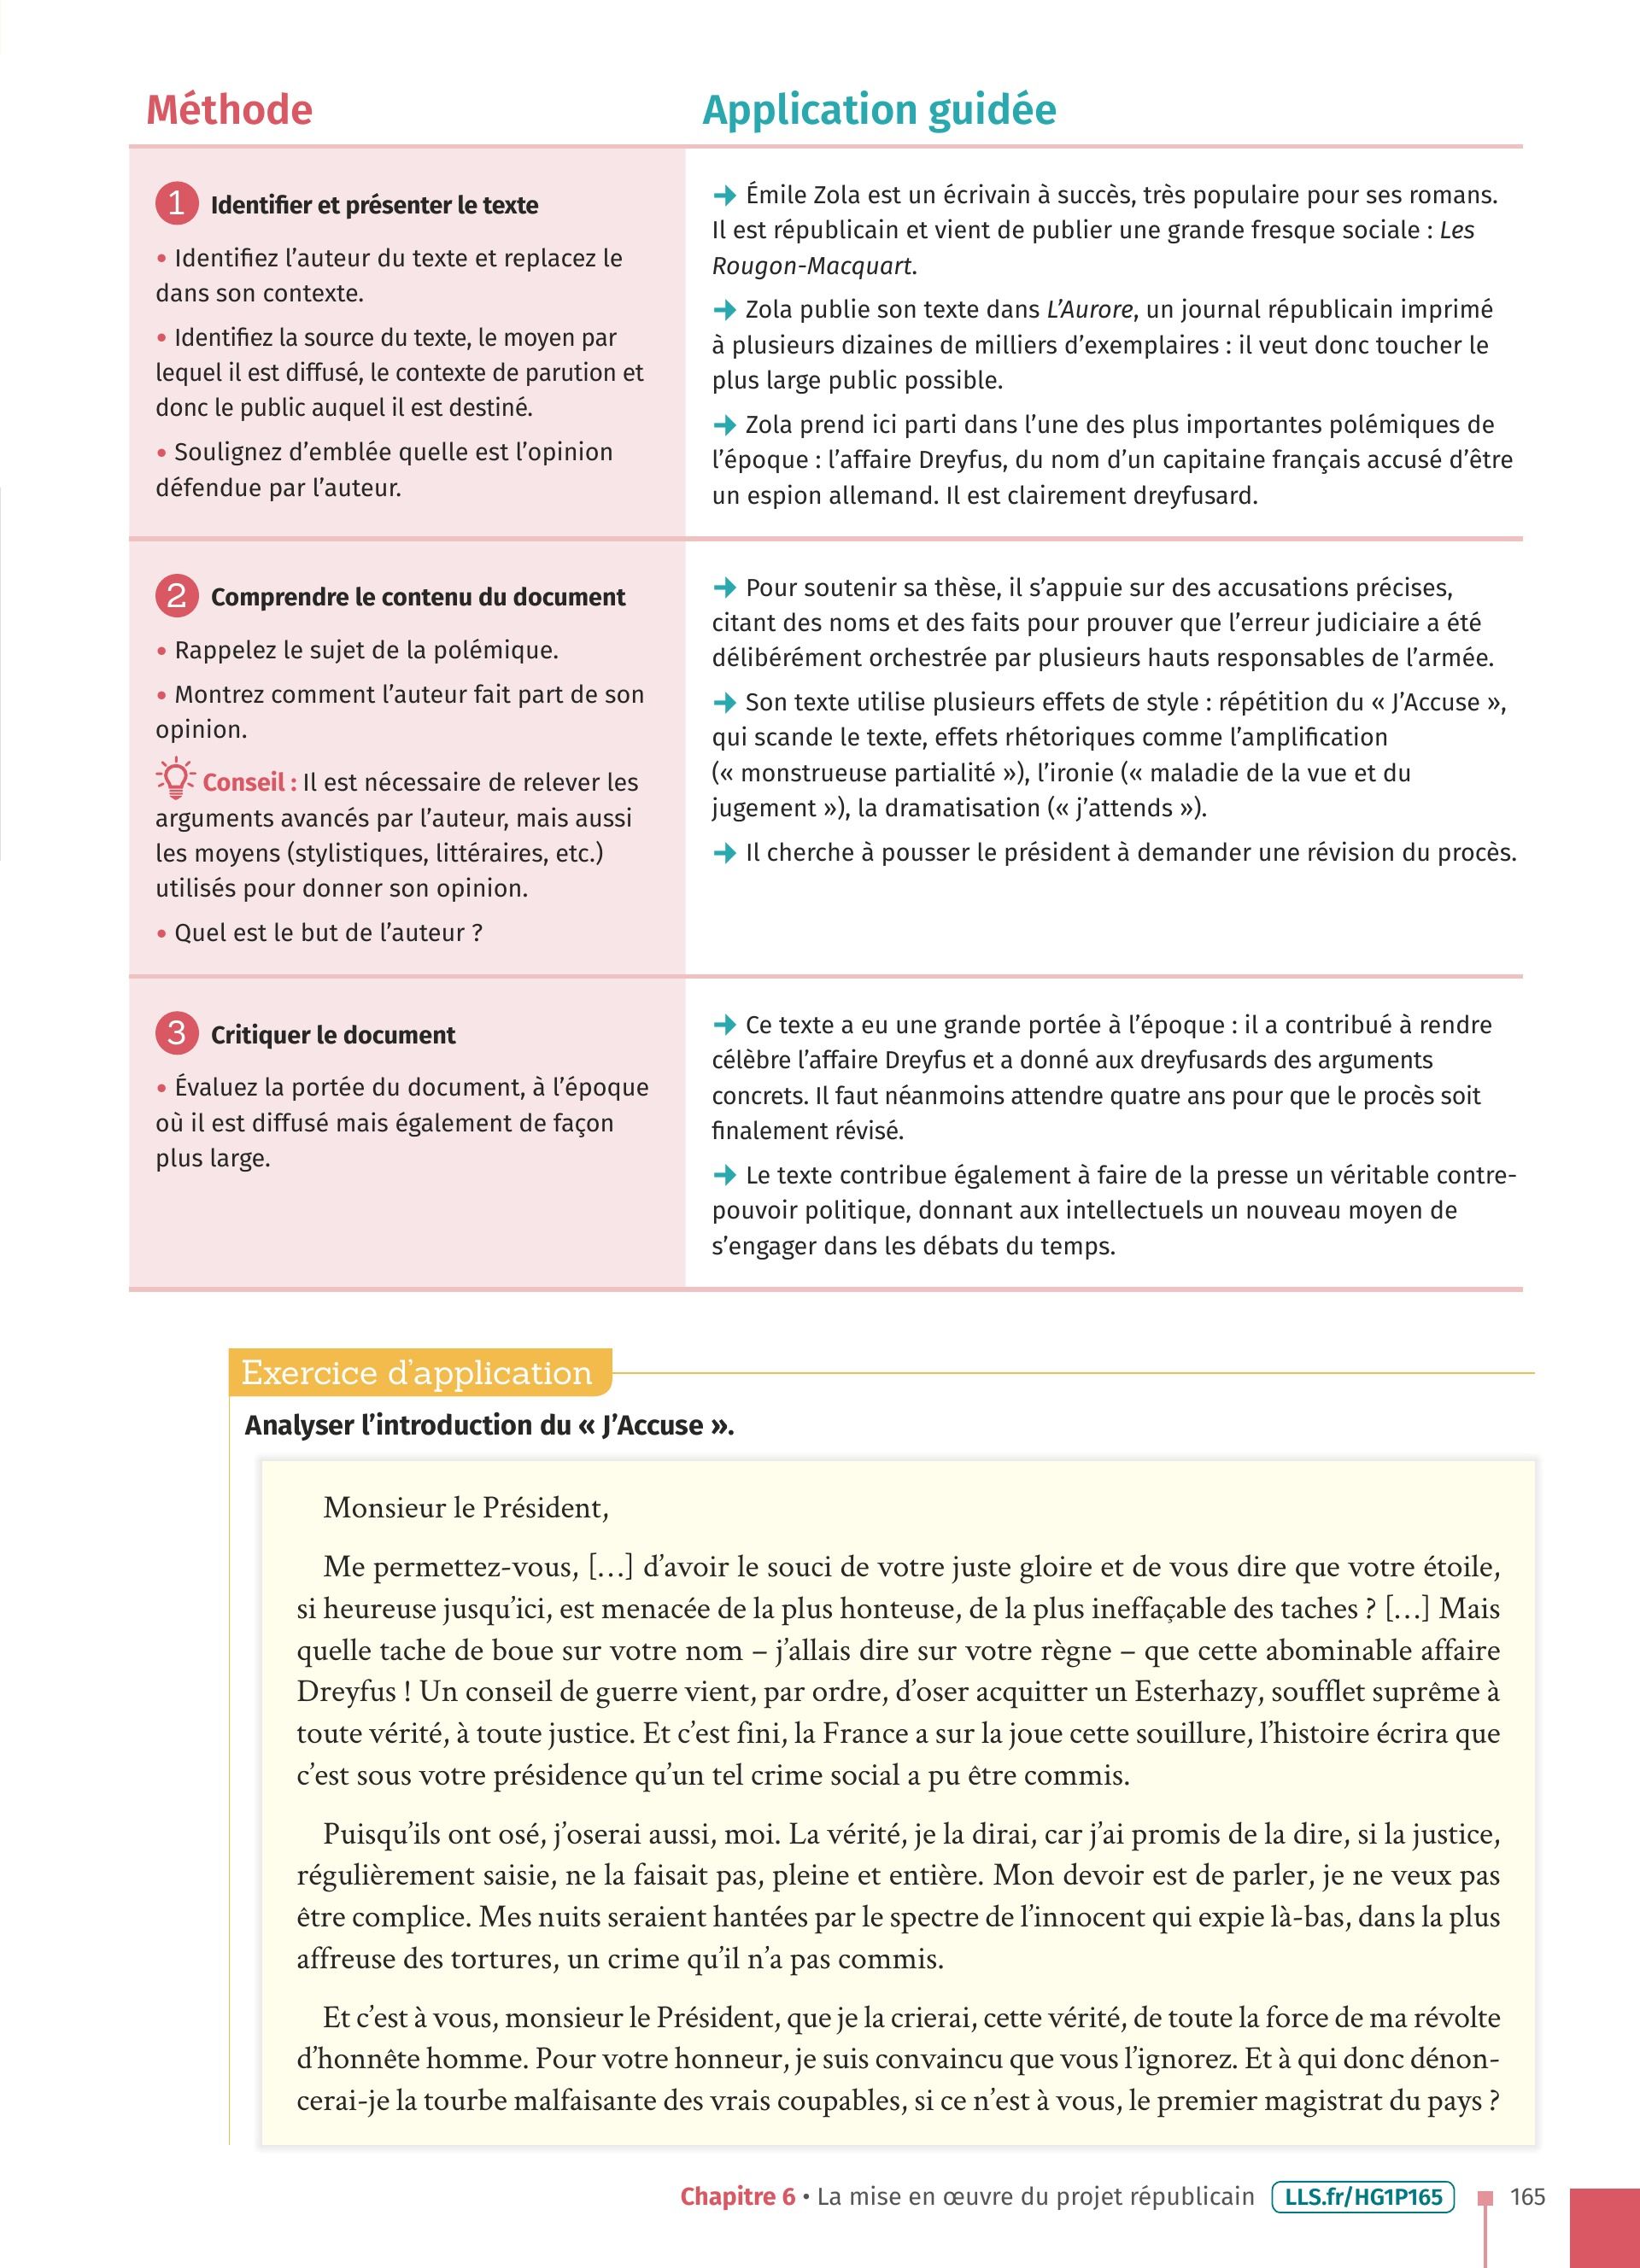 Méthode
Application guidée
1 Identifier et présenter le texte
• Identifiez l’auteur du texte et replacez le
dans son contexte.
• Identifiez la source du texte, le moyen par
lequel il est diffusé, le contexte de parution et
donc le public auquel il est destiné.
• Soulignez d’emblée quelle est l’opinion
défendue par l’auteur.
➔ Émile Zola est un écrivain à succès, très populaire pour ses romans.
Il est républicain et vient de publier une grande fresque sociale : Les
Rougon-Macquart.
➔ Zola publie son texte dans L’Aurore, un journal républicain imprimé
à plusieurs dizaines de milliers d’exemplaires : il veut donc toucher le
plus large public possible.
➔ Zola prend ici parti dans l’une des plus importantes polémiques de
l’époque : l’affaire Dreyfus, du nom d’un capitaine français accusé d’être
un espion allemand. Il est clairement dreyfusard.
2 Comprendre le contenu du document
• Rappelez le sujet de la polémique.
• Montrez comment l’auteur fait part de son
opinion.
Conseil : Il est nécessaire de relever les
arguments avancés par l’auteur, mais aussi
les moyens (stylistiques, littéraires, etc.)
utilisés pour donner son opinion.
• Quel est le but de l’auteur ?
➔ Pour soutenir sa thèse, il s’appuie sur des accusations précises,
citant des noms et des faits pour prouver que l’erreur judiciaire a été
délibérément orchestrée par plusieurs hauts responsables de l’armée.
➔ Son texte utilise plusieurs effets de style : répétition du « J’Accuse »,
qui scande le texte, effets rhétoriques comme l’amplification
(« monstrueuse partialité »), l’ironie (« maladie de la vue et du
jugement »), la dramatisation (« j’attends »).
➔ Il cherche à pousser le président à demander une révision du procès.
3 Critiquer le document
• Évaluez la portée du document, à l’époque
où il est diffusé mais également de façon
plus large.
➔ Ce texte a eu une grande portée à l’époque : il a contribué à rendre
célèbre l’affaire Dreyfus et a donné aux dreyfusards des arguments
concrets. Il faut néanmoins attendre quatre ans pour que le procès soit
finalement révisé.
➔ Le texte contribue également à faire de la presse un véritable contre-
pouvoir politique, donnant aux intellectuels un nouveau moyen de
s’engager dans les débats du temps.
Exercice d’application
Analyser l’introduction du « J’Accuse ».
Monsieur le Président,
Me permettez-vous, […] d’avoir le souci de votre juste gloire et de vous dire que votre étoile,
si heureuse jusqu’ici, est menacée de la plus honteuse, de la plus ineffaçable des taches ? […] Mais
quelle tache de boue sur votre nom – j’allais dire sur votre règne – que cette abominable affaire
Dreyfus ! Un conseil de guerre vient, par ordre, d’oser acquitter un Esterhazy, soufflet suprême à
toute vérité, à toute justice. Et c’est fini, la France a sur la joue cette souillure, l’histoire écrira que
c’est sous votre présidence qu’un tel crime social a pu être commis.
Puisqu’ils ont osé, j’oserai aussi, moi. La vérité, je la dirai, car j’ai promis de la dire, si la justice,
régulièrement saisie, ne la faisait pas, pleine et entière. Mon devoir est de parler, je ne veux pas
être complice. Mes nuits seraient hantées par le spectre de l’innocent qui expie là-bas, dans la plus
affreuse des tortures, un crime qu’il n’a pas commis.
Et c’est à vous, monsieur le Président, que je la crierai, cette vérité, de toute la force de ma révolte
d’honnête homme. Pour votre honneur, je suis convaincu que vous l’ignorez. Et à qui donc dénon-
cerai-je la tourbe malfaisante des vrais coupables, si ce n’est à vous, le premier magistrat du pays ?
Chapitre 6 • La mise en œuvre du projet républicain LLS.fr/HG1P165 165